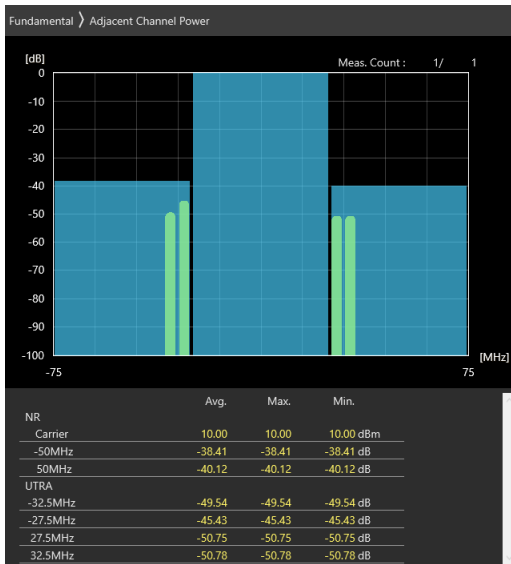 Fundamental 〉 Adjacent Channel Power
[dB]
Meas. Count : 1/ 1
0
-10
-20
-30
-40
-50
-60
-70
-80
-90
-100
[MHz]
-75 75
Avg. Max. Min.
NR
Carrier 10.00 10.00 10.00 dBm
-50MHz -38.41 -38.41 -38.41 dB
50MHz -40.12 -40.12 -40.12 dB
UTRA
-32.5MHz -49.54 -49.54 -49.54 dB
-27.5MHz -45.43 -45.43 -45.43 dB
27.5MHz -50.75 -50.75 -50.75 dB
32.5MHz -50.78 -50.78 -50.78 dB